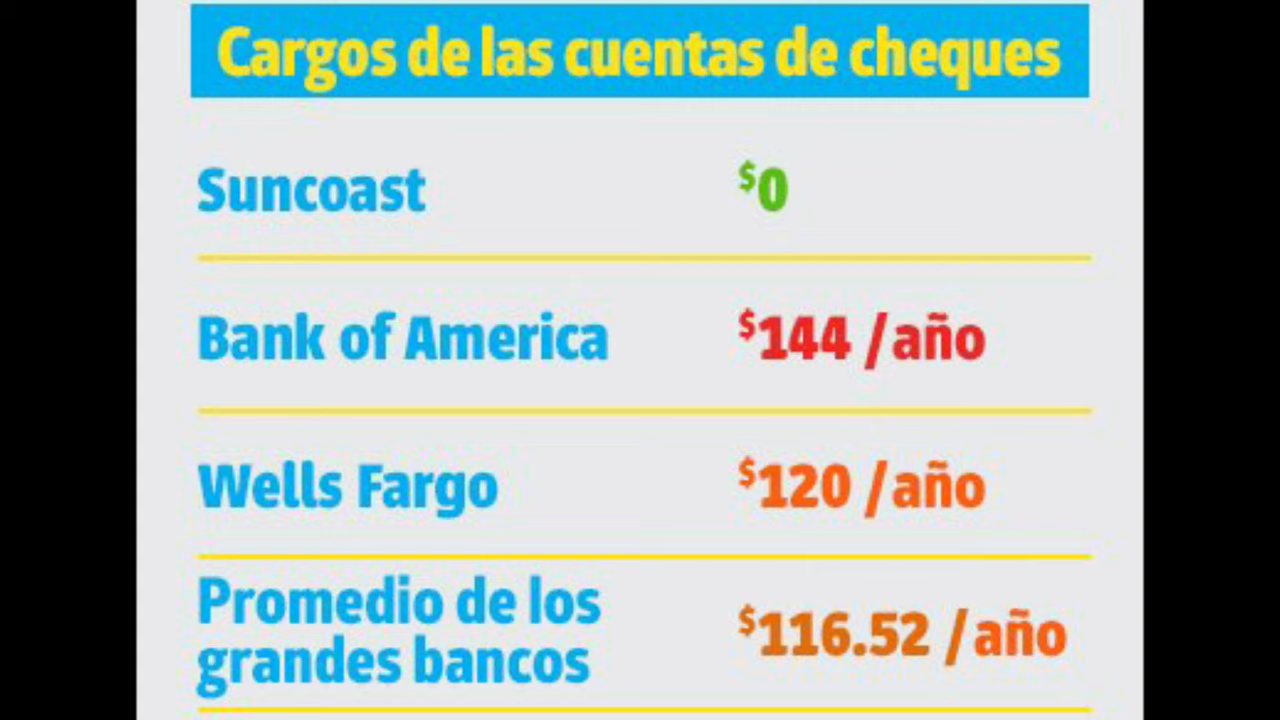 Cargos de las cuentas de cheques
Suncoast $0
Bank of America $144 /año
Wells Fargo $120 /año
Promedio de los
grandes bancos $116.52 /año